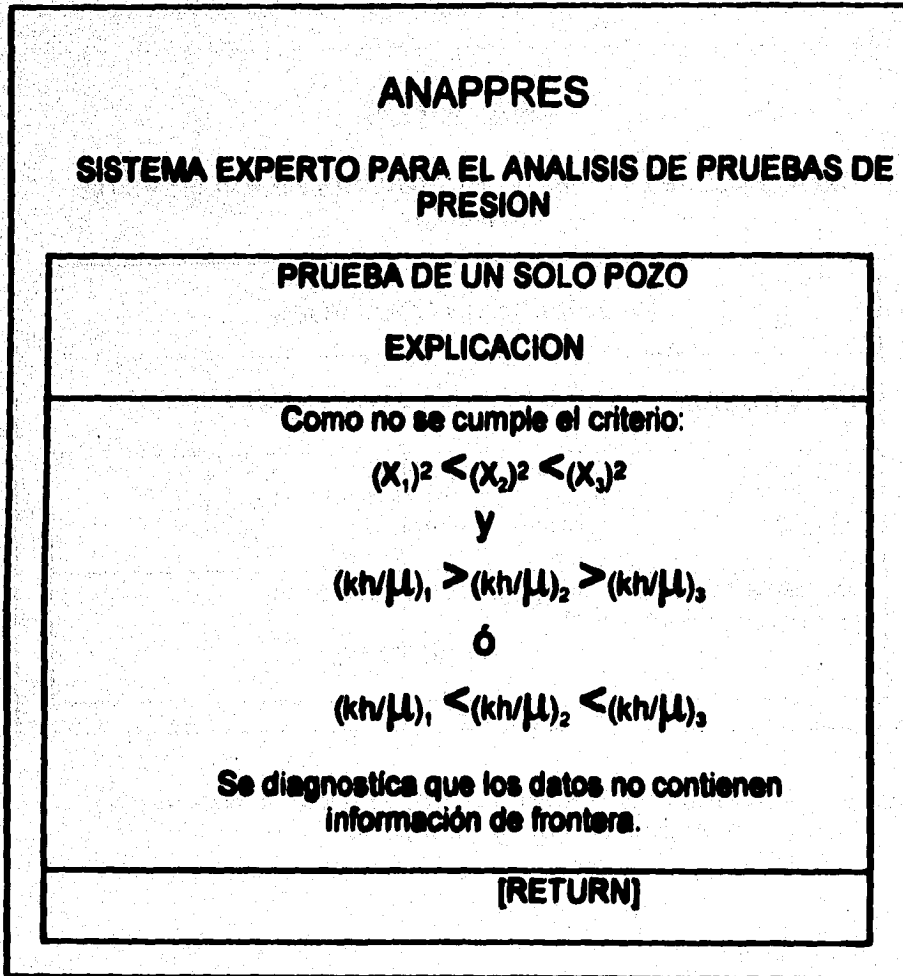 ANAPPRES
SISTEMA EXPERTO PARA EL ANALISIS DE PRUEBAS DE
PRESION
PRUEBA DE UN SOLO POZO
EXPLICACION
Como no se cumple el criterio:
(X₁)² < (X₂)² < (X₃)²
y
(kh/μ)₁ > (kh/μ)₂ > (kh/μ)₃
ó
(kh/μ)₁ < (kh/μ)₂ < (kh/μ)₃
Se diagnostíca que los datos no contienen
información de frontera.
[RETURN]